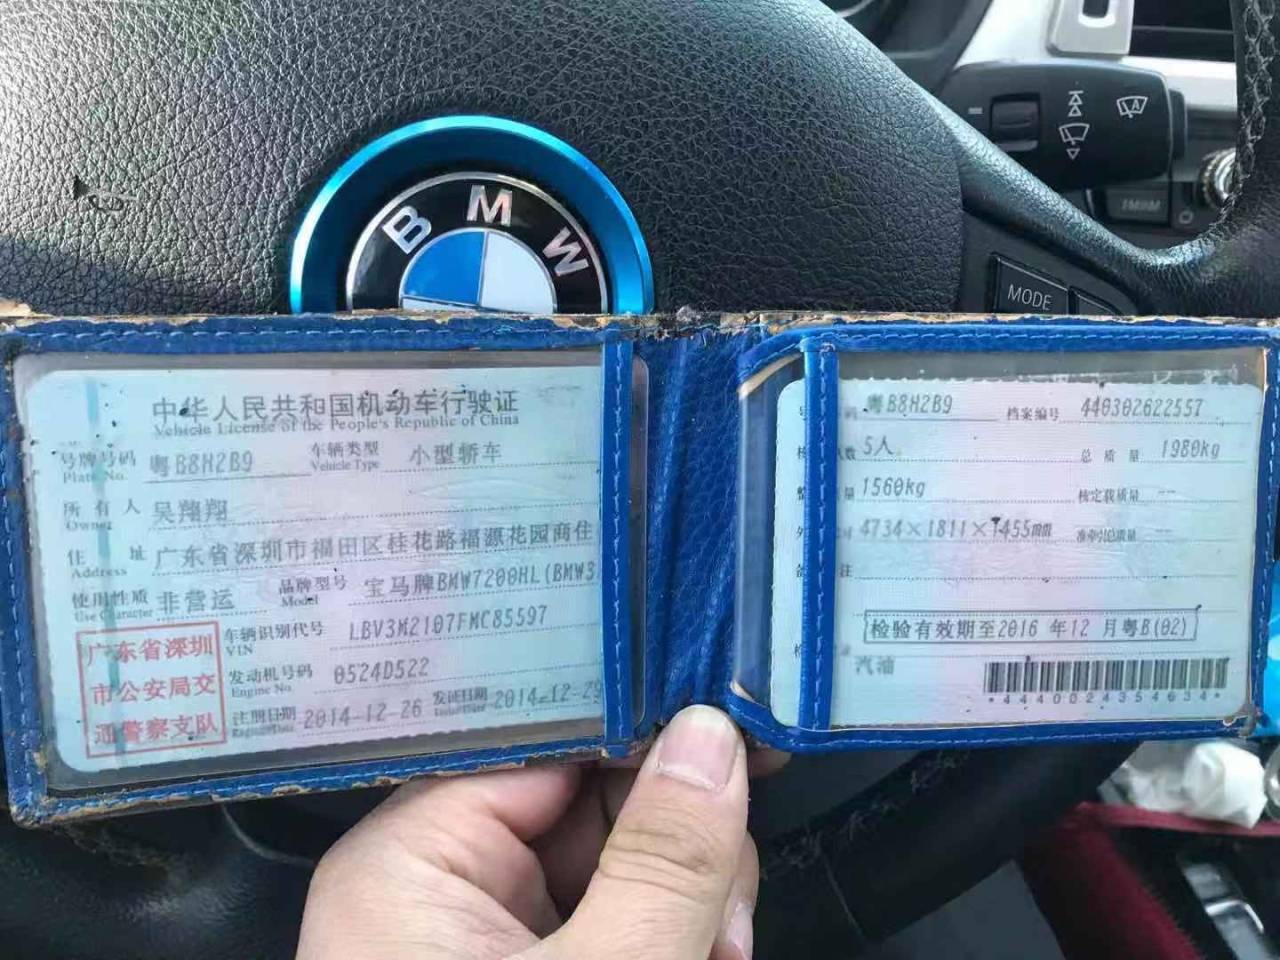 BMW
MODE
中华人民共和国机动车行驶证
Vehicle License of the People's Republic of China
号牌号码 粤B8H2B9 车辆类型 小型轿车
Plate No. Vehicle Type
所有人 吴翔翔
Owner
住址 广东省深圳市福田区桂花路福源花园商住
Address
使用性质 非营运 品牌型号 宝马牌BMW7200HL(BMW3
Use Character Model
广东省深圳
市公安局交
通警察支队
车辆识别代号 LBV3M2107FMC85597
VIN
发动机号码 0524D522
Engine No.
注册日期 2014-12-26 发证日期 2014-12-29
Register Date Issue Date
码 粤B8H2B9 档案编号 440302622557
人数 5人 总质量 1980kg
量 1560kg 核定载质量 --
4734×1811×1455mm 准牵引总质量 --
注
检验有效期至2016年12月粤B(02)
汽油
*4440024354634*